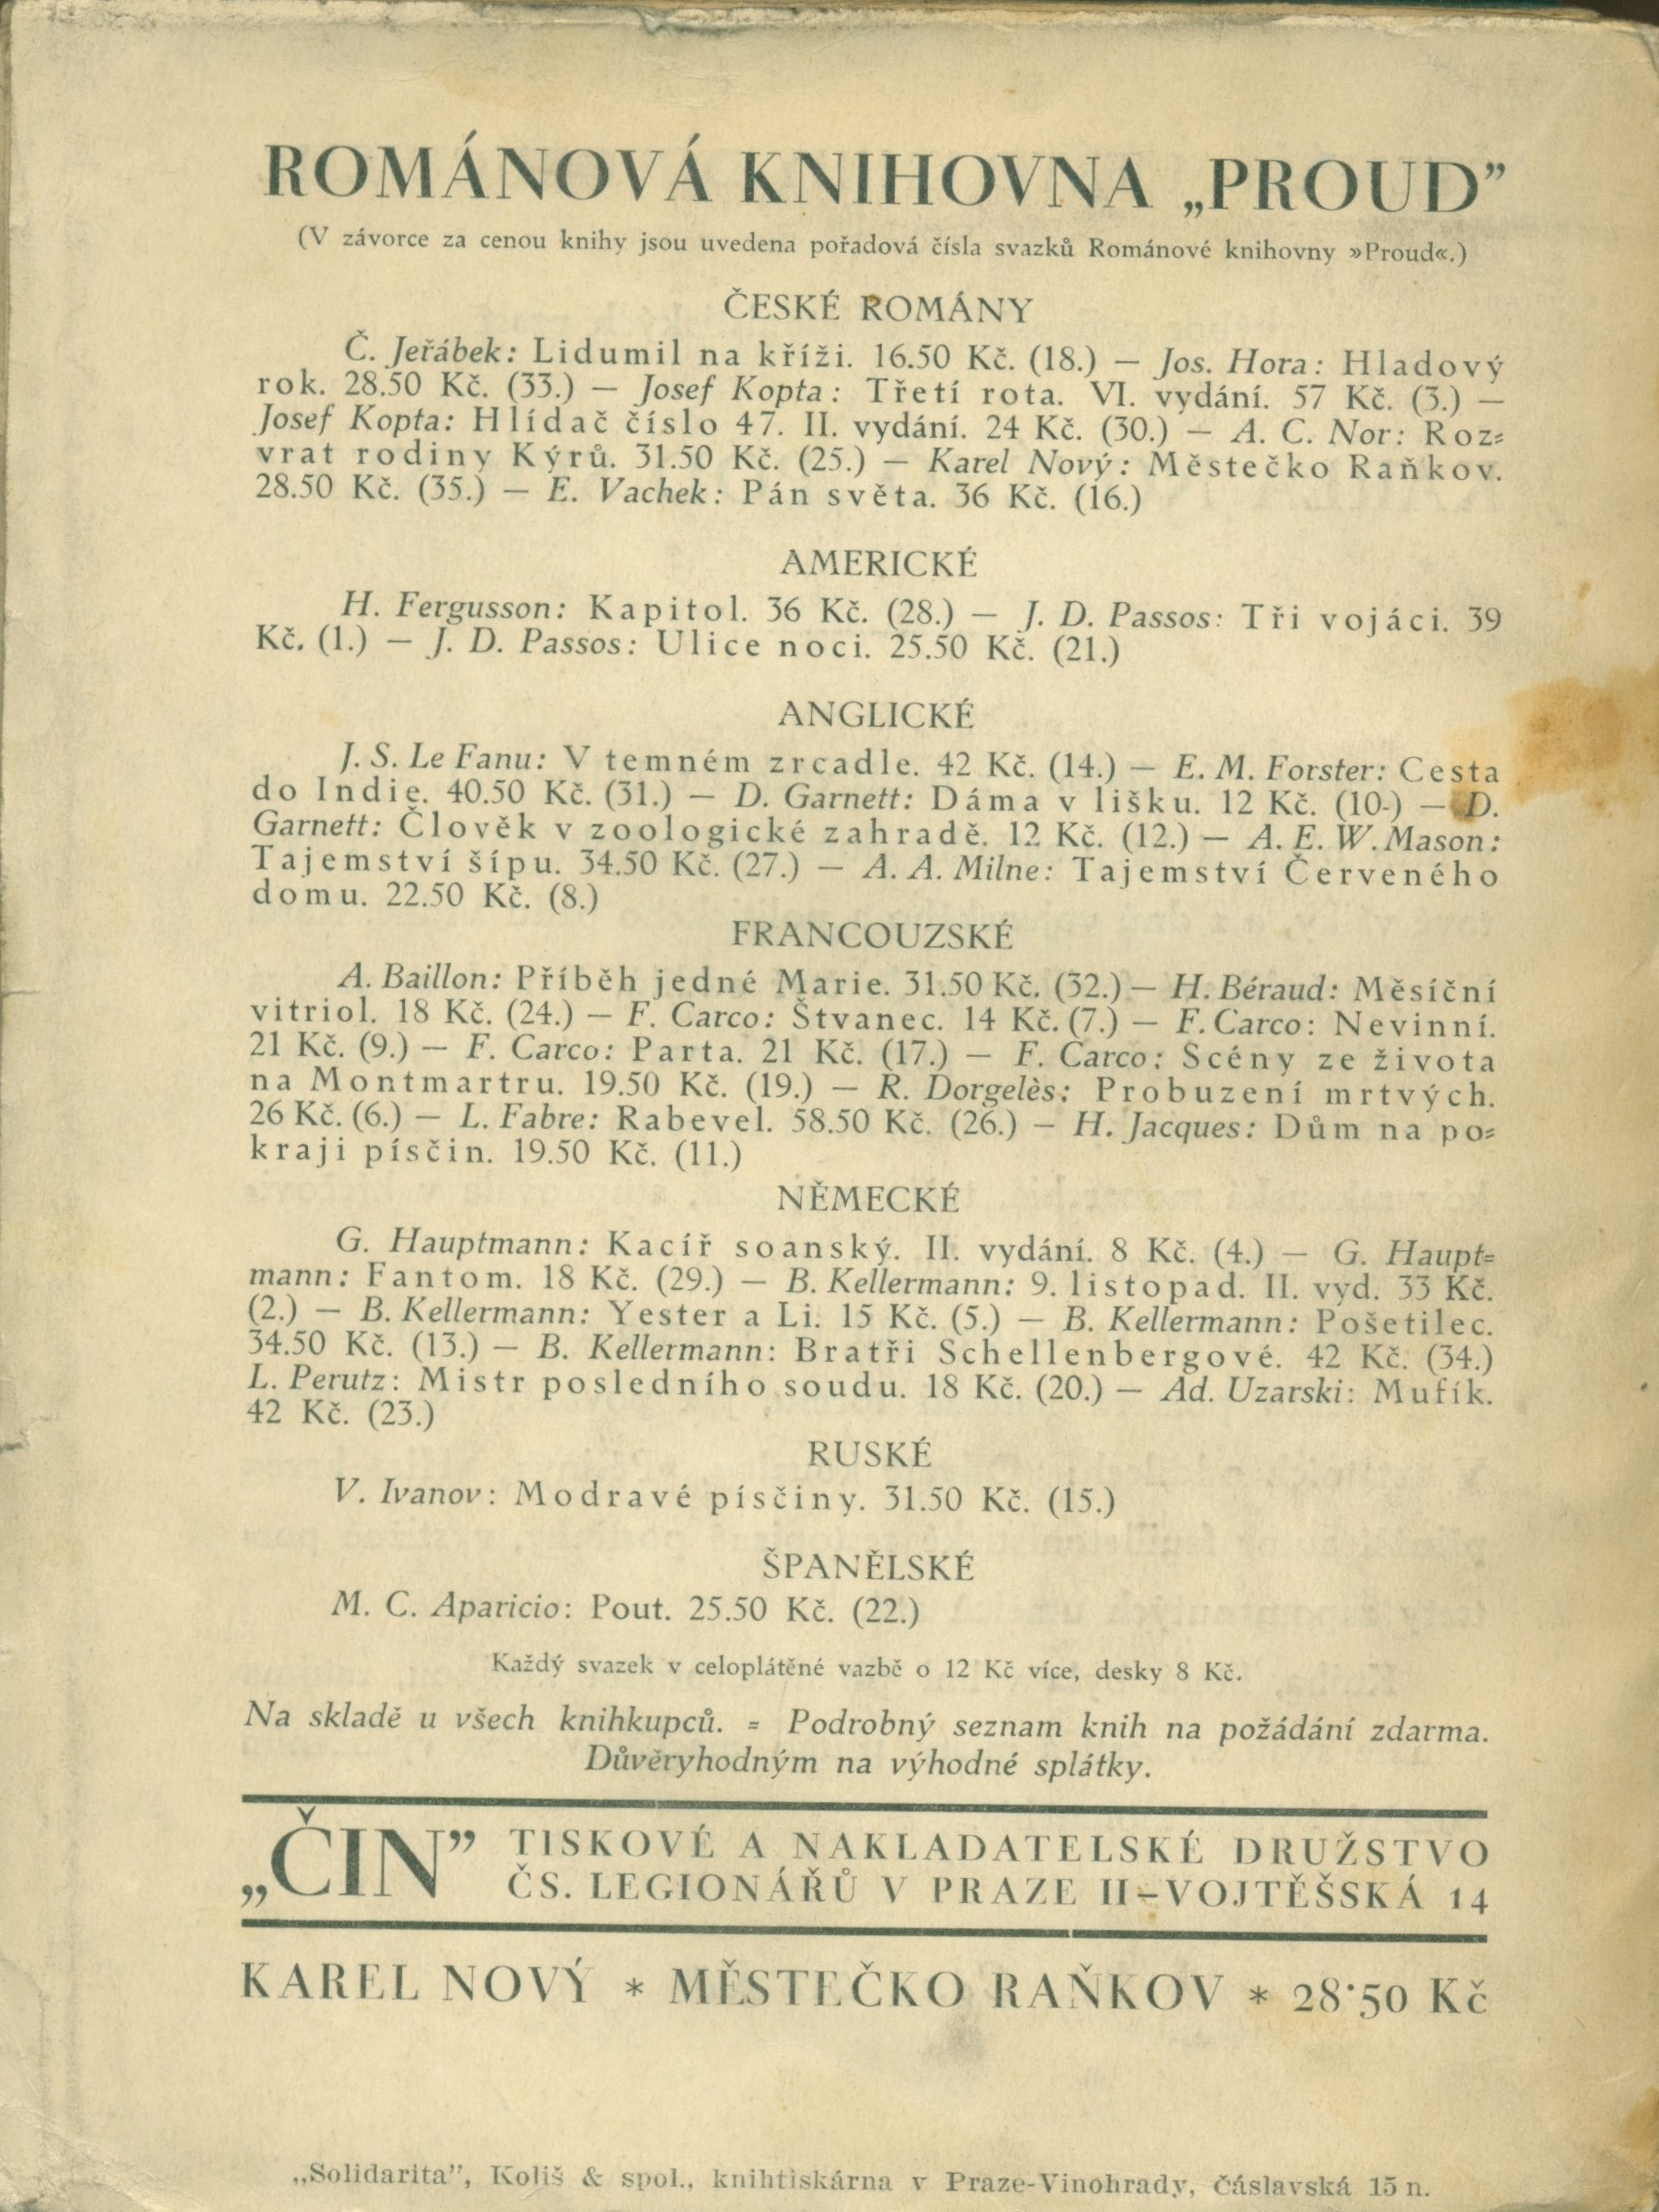 ROMÁNOVÁ KNIHOVNA „PROUD”
(V závorce za cenou knihy jsou uvedena pořadová čísla svazků Románové knihovny »Proud«.)
ČESKÉ ROMÁNY
Č. Jeřábek: Lidumil na kříži. 16.50 Kč. (18.) — Jos. Hora: Hladový
rok. 28.50 Kč. (33.) — Josef Kopta: Třetí rota. VI. vydání. 57 Kč. (3.) —
Josef Kopta: Hlídač číslo 47. II. vydání. 24 Kč. (30.) — A. C. Nor: Roz=
vrat rodiny Kýrů. 31.50 Kč. (25.) — Karel Nový: Městečko Raňkov.
28.50 Kč. (35.) — E. Vachek: Pán světa. 36 Kč. (16.)
AMERICKÉ
H. Fergusson: Kapitol. 36 Kč. (28.) — J. D. Passos: Tři vojáci. 39
Kč. (1.) — J. D. Passos: Ulice noci. 25.50 Kč. (21.)
ANGLICKÉ
J. S. Le Fanu: V temném zrcadle. 42 Kč. (14.) — E. M. Forster: Cesta
do Indie. 40.50 Kč. (31.) — D. Garnett: Dáma v lišku. 12 Kč. (10-) — D.
Garnett: Člověk v zoologické zahradě. 12 Kč. (12.) — A. E. W. Mason:
Tajemství šípu. 34.50 Kč. (27.) — A. A. Milne: Tajemství Červeného
domu. 22.50 Kč. (8.)
FRANCOUZSKÉ
A. Baillon: Příběh jedné Marie. 31.50 Kč. (32.) — H. Béraud: Měsíční
vitriol. 18 Kč. (24.) — F. Carco: Štvanec. 14 Kč. (7.) — F. Carco: Nevinní.
21 Kč. (9.) — F. Carco: Parta. 21 Kč. (17.) — F. Carco: Scény ze života
na Montmartru. 19.50 Kč. (19.) — R. Dorgelès: Probuzení mrtvých.
26 Kč. (6.) — L. Fabre: Rabevel. 58.50 Kč. (26.) — H. Jacques: Dům na po=
kraji písčin. 19.50 Kč. (11.)
NĚMECKÉ
G. Hauptmann: Kacíř soanský. II. vydání. 8 Kč. (4.) — G. Haupt=
mann: Fantom. 18 Kč. (29.) — B. Kellermann: 9. listopad. II. vyd. 33 Kč.
(2.) — B. Kellermann: Yester a Li. 15 Kč. (5.) — B. Kellermann: Pošetilec.
34.50 Kč. (13.) — B. Kellermann: Bratři Schellenbergové. 42 Kč. (34.)
L. Perutz: Mistr posledního soudu. 18 Kč. (20.) — Ad. Uzarski: Mufík.
42 Kč. (23.)
RUSKÉ
V. Ivanov: Modravé písčiny. 31.50 Kč. (15.)
ŠPANĚLSKÉ
M. C. Aparicio: Pout. 25.50 Kč. (22.)
Každý svazek v celoplátěné vazbě o 12 Kč více, desky 8 Kč.
Na skladě u všech knihkupců. = Podrobný seznam knih na požádání zdarma.
Důvěryhodným na výhodné splátky.
„ČIN” TISKOVÉ A NAKLADATELSKÉ DRUŽSTVO
ČS. LEGIONÁŘŮ V PRAZE II–VOJTĚŠSKÁ 14
KAREL NOVÝ * MĚSTEČKO RAŇKOV * 28·50 Kč
„Solidarita”, Koliš & spol., knihtiskárna v Praze-Vinohrady, čáslavská 15 n.